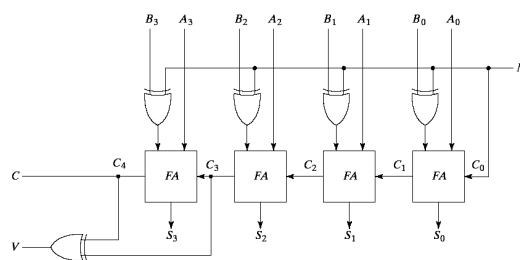 B3 A3 B2 A2 B1 A1 B0 A0
C C4 FA C3 FA C2 FA C1 FA C0
S3 S2 S1 S0
V